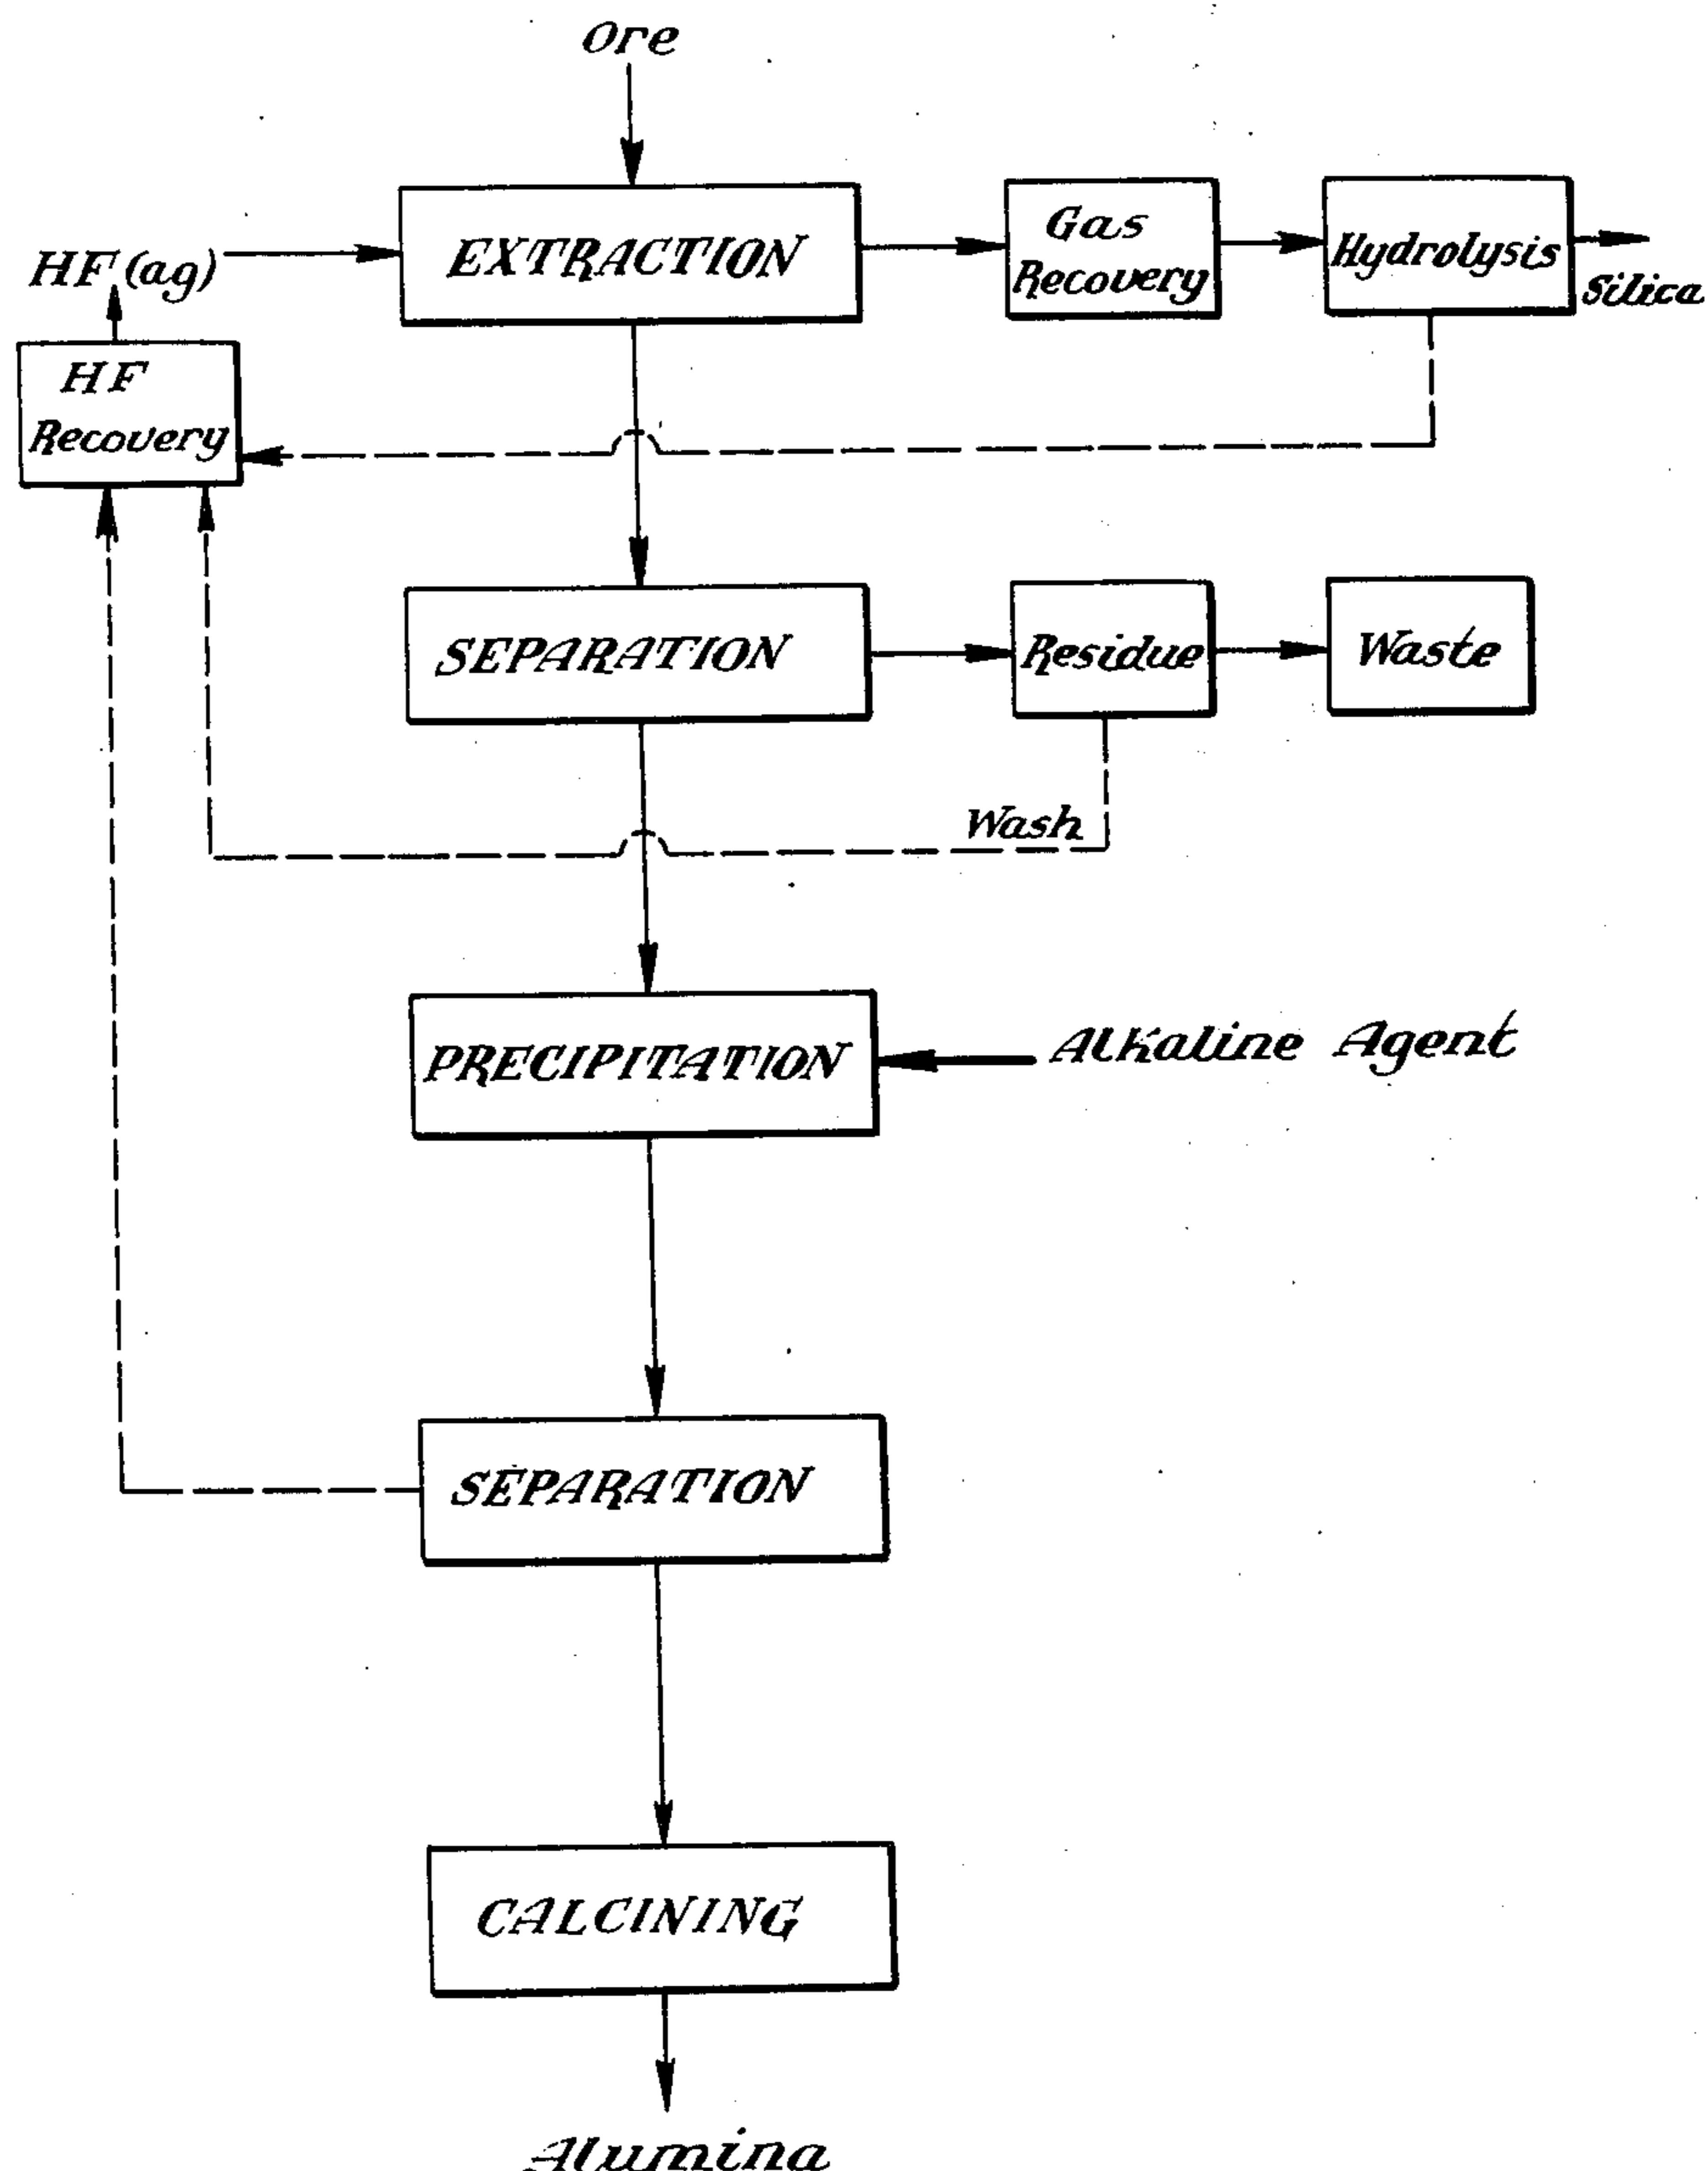 Ore
EXTRACTION
Gas
Recovery
Hydrolysis
Silica
HF (ag)
HF
Recovery
SEPARATION
Residue
Waste
Wash
PRECIPITATION
Alkaline Agent
SEPARATION
CALCINING
Alumina